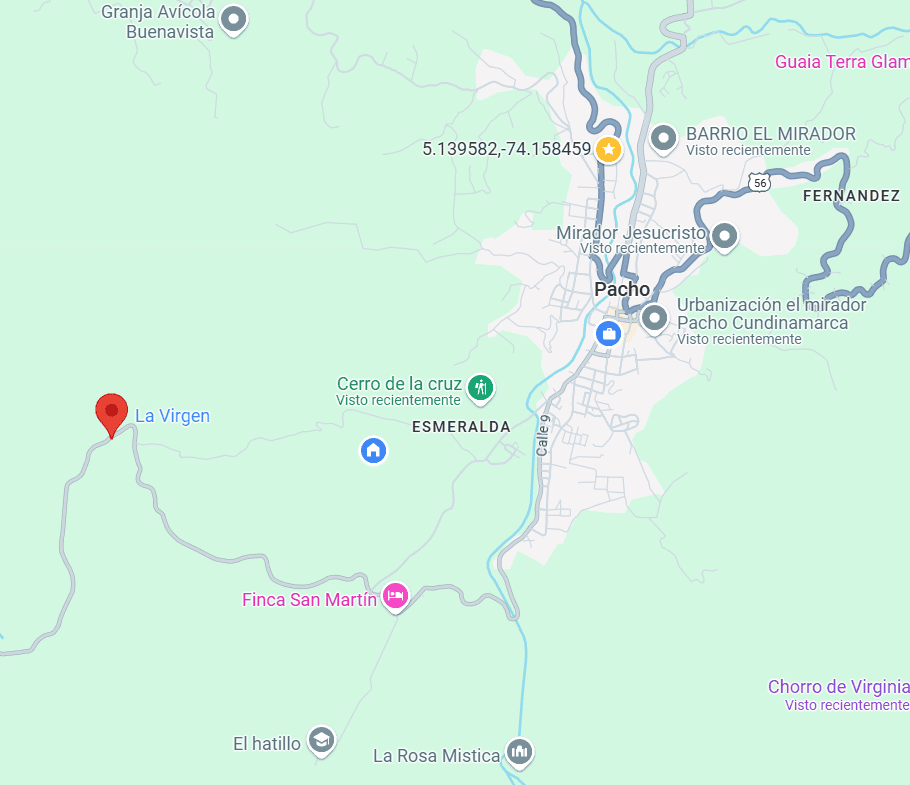 Granja Avícola
Buenavista
Guaia Terra Glam
BARRIO EL MIRADOR
Visto recientemente
5.139582,-74.158459
56
FERNANDEZ
Mirador Jesucristo
Visto recientemente
Pacho
Urbanización el mirador
Pacho Cundinamarca
Visto recientemente
Cerro de la cruz
Visto recientemente
La Virgen
ESMERALDA
Calle 9
Finca San Martín
Chorro de Virginia
Visto recientemente
El hatillo
La Rosa Mistica